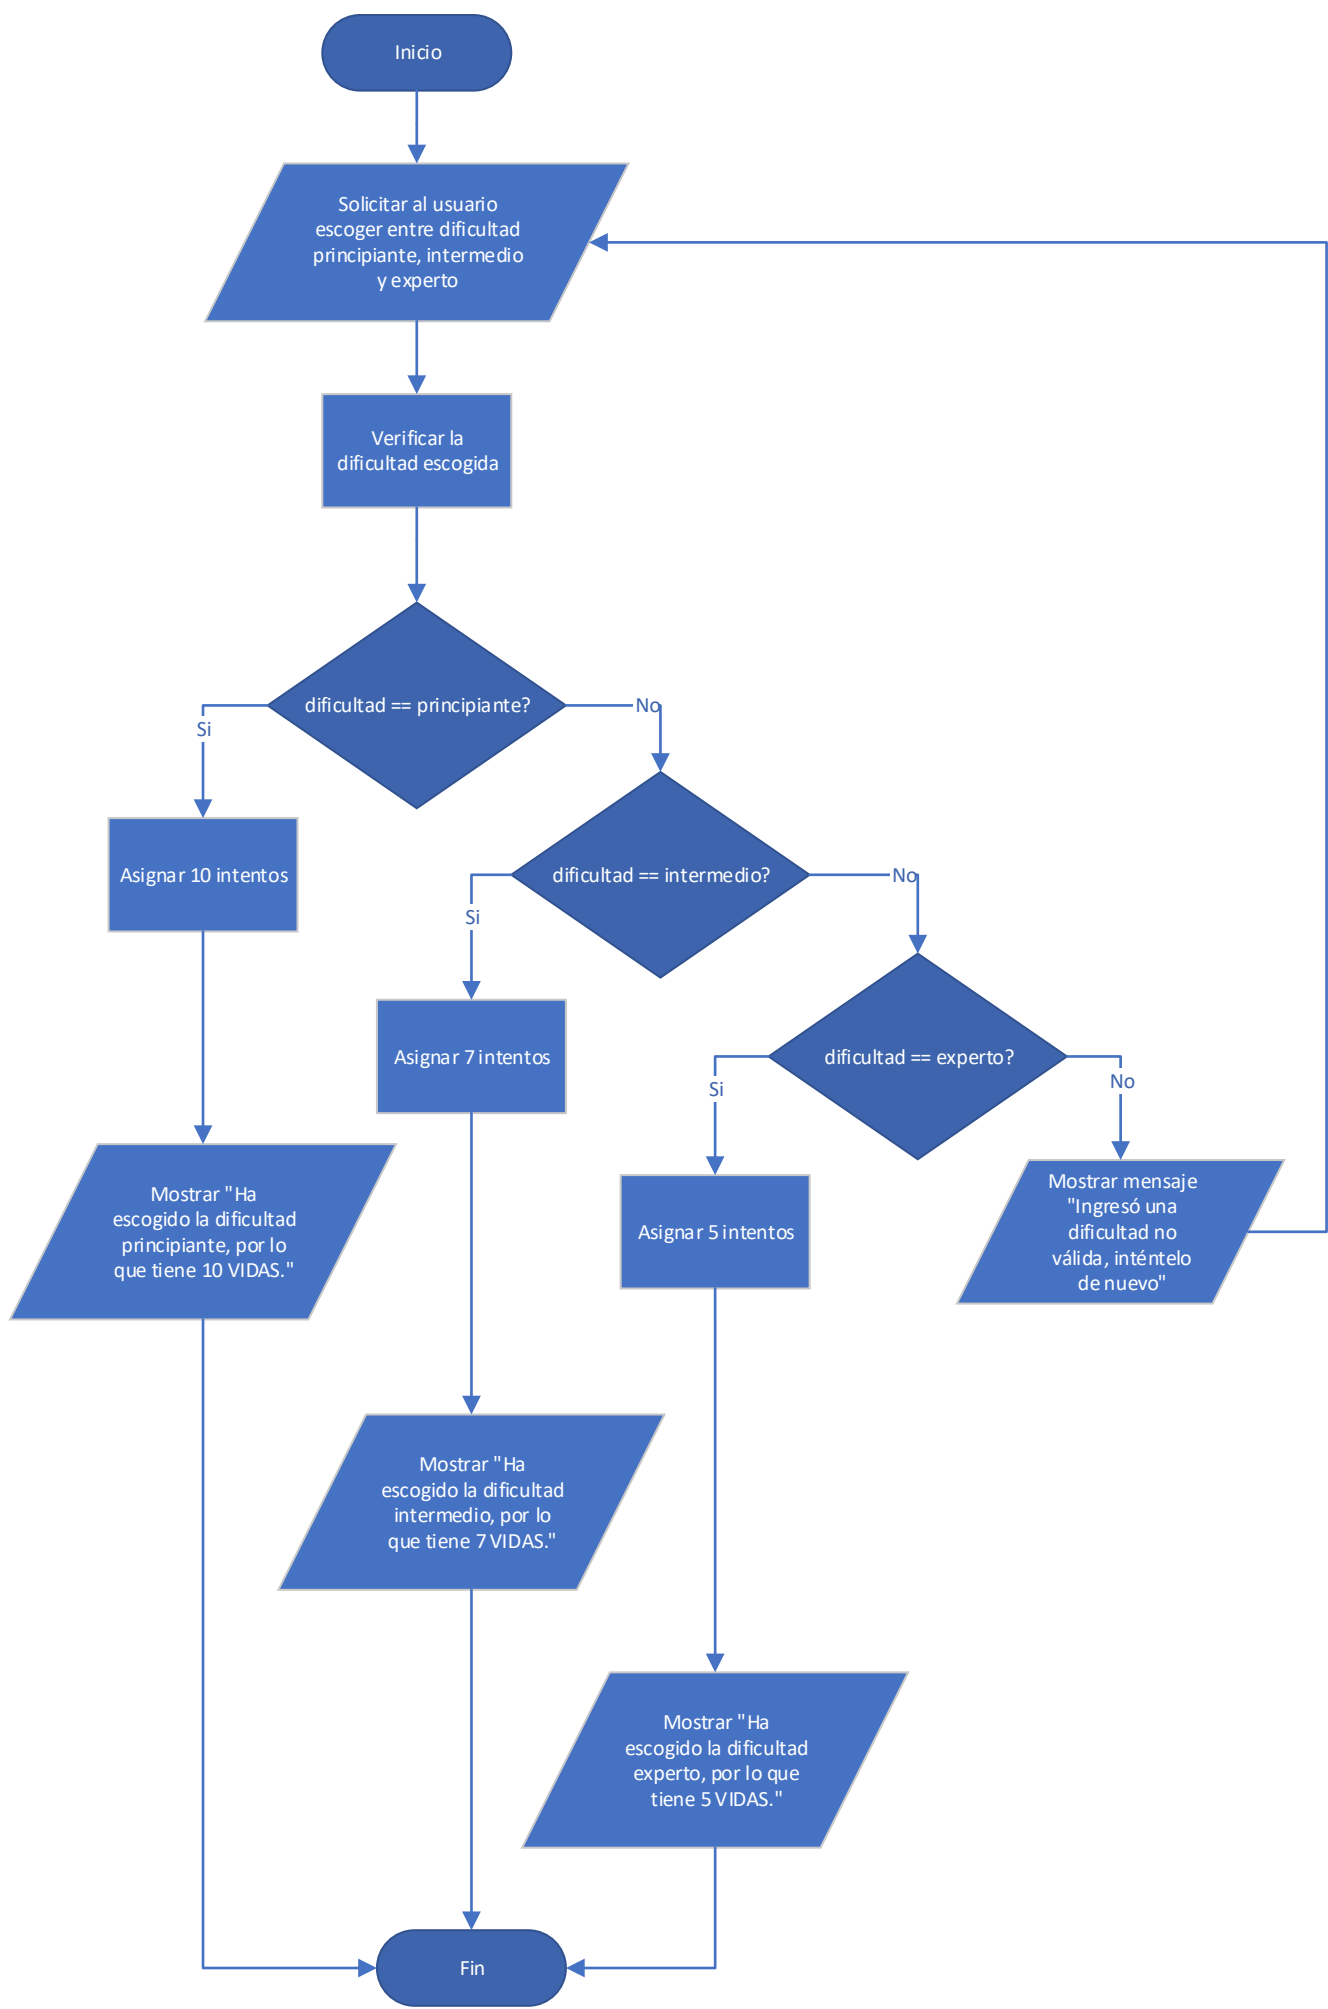 Inicio
Solicitar al usuario
escoger entre dificultad
principiante, intermedio
y experto
Verificar la
dificultad escogida
dificultad == principiante?
Si
No
Asignar 10 intentos
dificultad == intermedio?
Si
No
Asignar 7 intentos
dificultad == experto?
Si
No
Mostrar "Ha
escogido la dificultad
principiante, por lo
que tiene 10 VIDAS."
Asignar 5 intentos
Mostrar mensaje
"Ingresó una
dificultad no
válida, inténtelo
de nuevo"
Mostrar "Ha
escogido la dificultad
intermedio, por lo
que tiene 7 VIDAS."
Mostrar "Ha
escogido la dificultad
experto, por lo que
tiene 5 VIDAS."
Fin